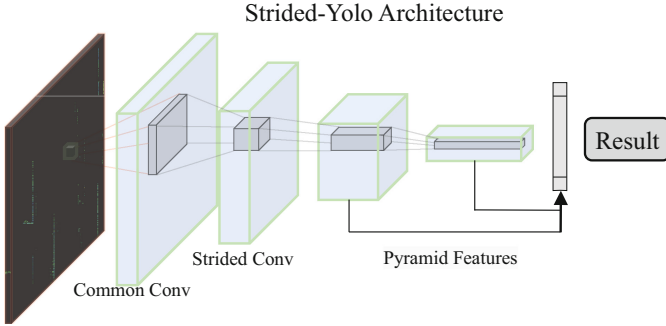 Strided-Yolo Architecture
Result
Strided Conv
Pyramid Features
Common Conv